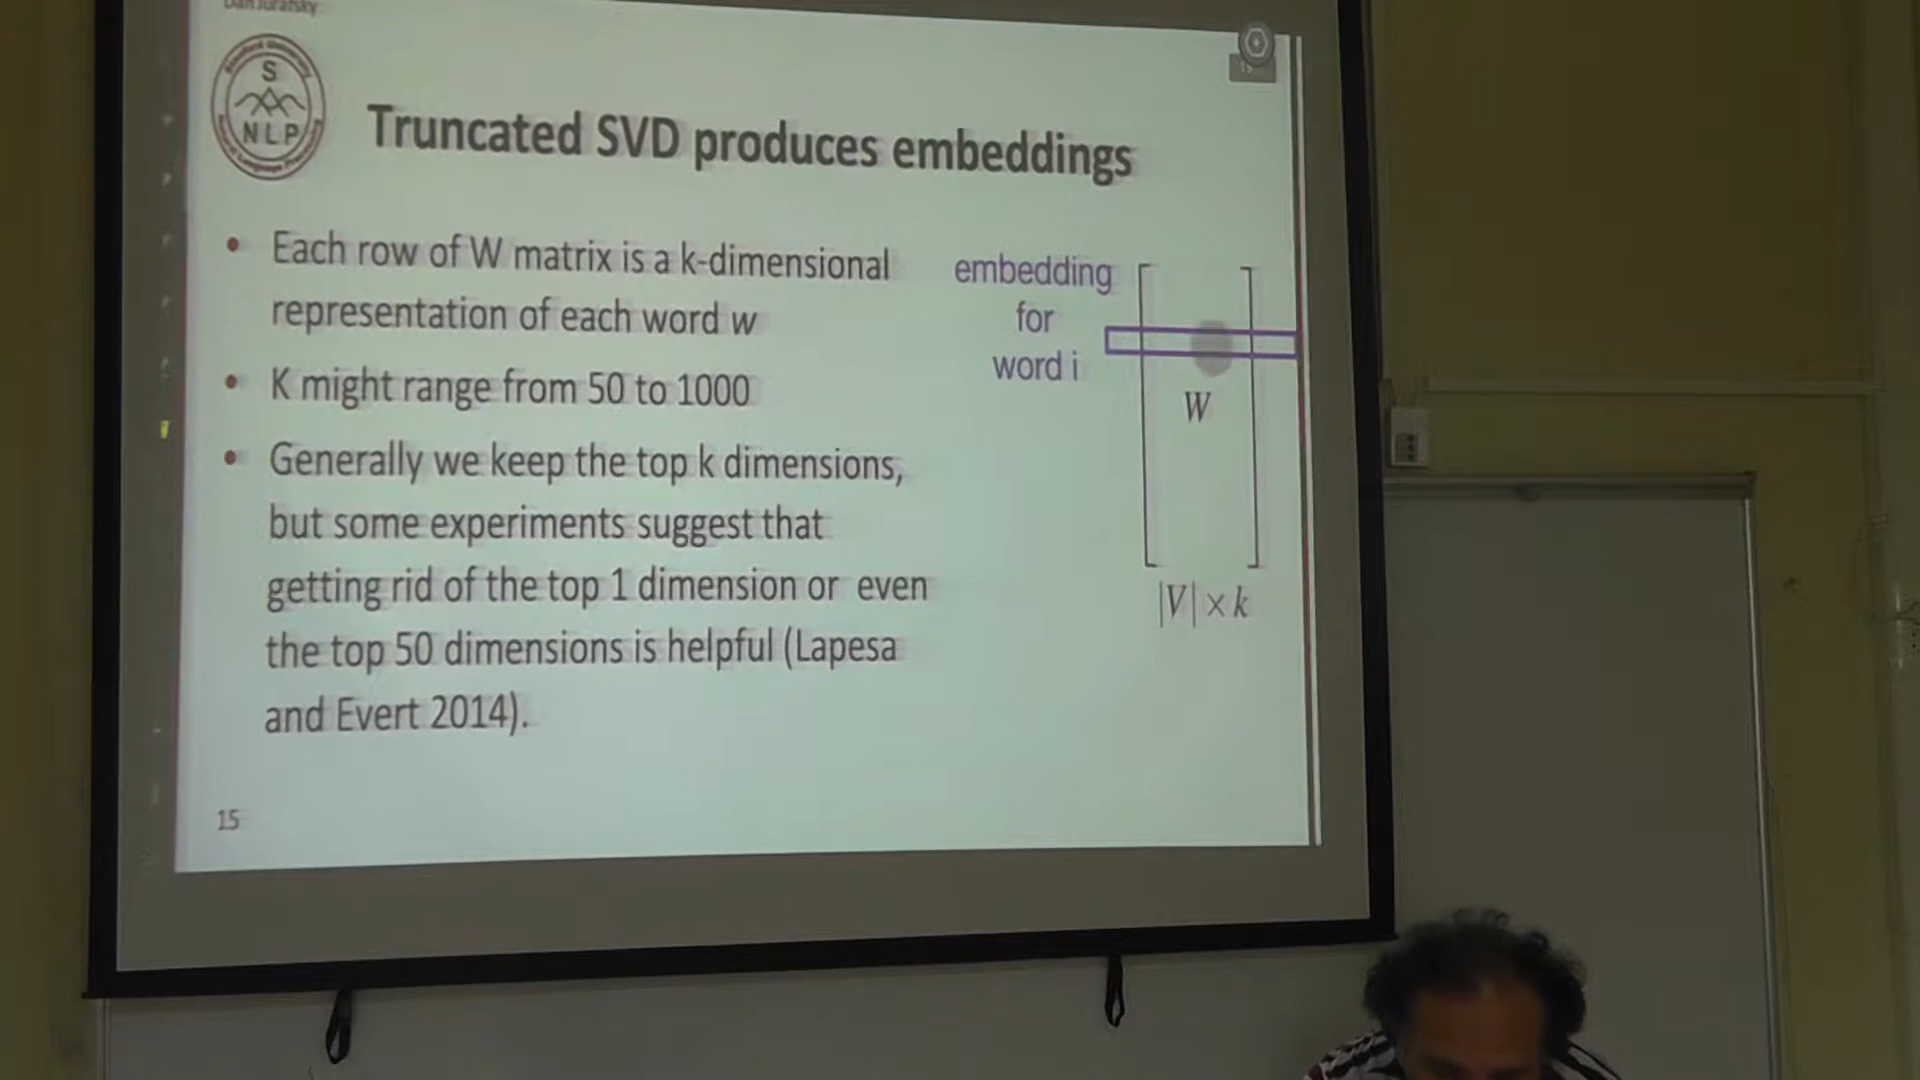 Dan Jurafsky
S
NLP
Truncated SVD produces embeddings
• Each row of W matrix is a k-dimensional
representation of each word w
• K might range from 50 to 1000
• Generally we keep the top k dimensions,
but some experiments suggest that
getting rid of the top 1 dimension or even
the top 50 dimensions is helpful (Lapesa
and Evert 2014).
embedding
for
word i
W
|V| × k
15